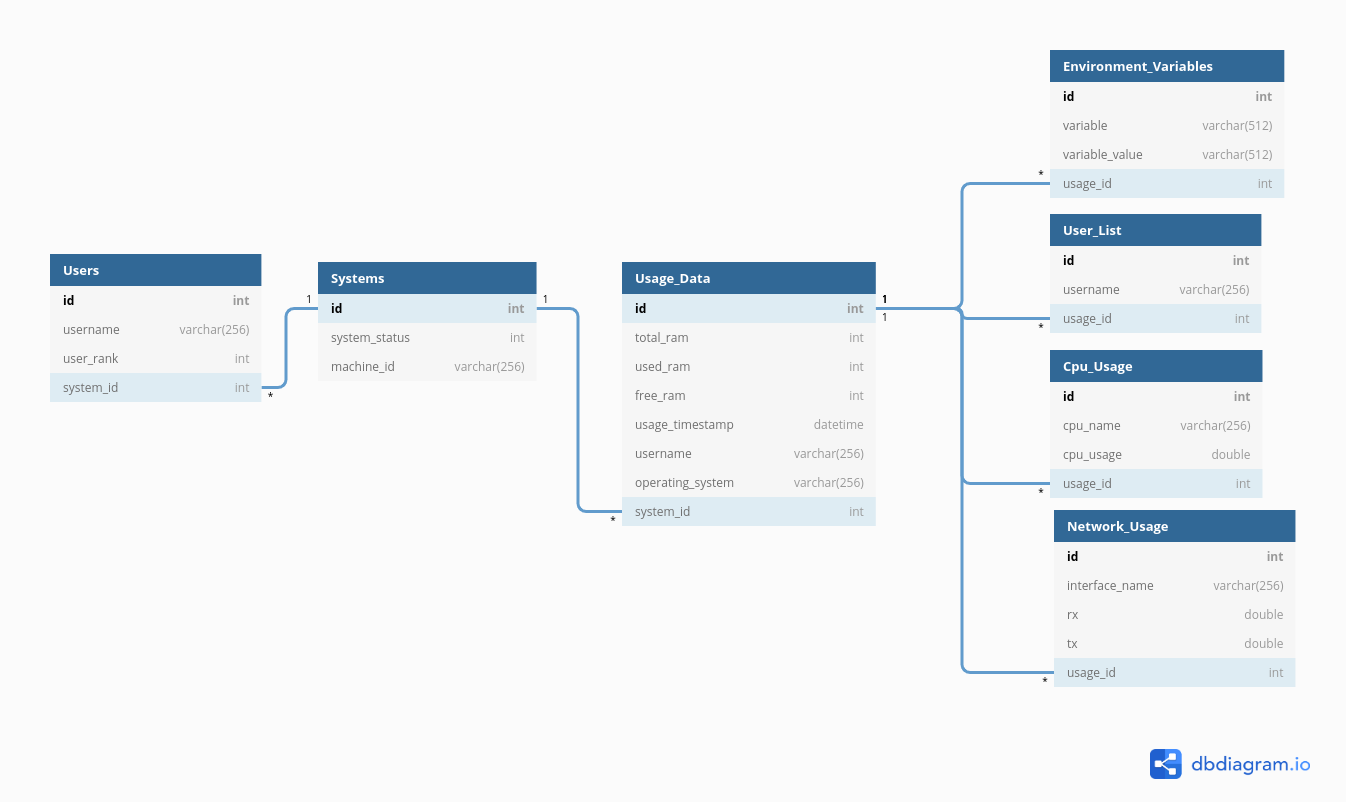 Users
id int
username varchar(256)
user_rank int
system_id int
*
1
Systems
id int
system_status int
machine_id varchar(256)
1
*
Usage_Data
id int
total_ram int
used_ram int
free_ram int
usage_timestamp datetime
username varchar(256)
operating_system varchar(256)
system_id int
1
1
*
Environment_Variables
id int
variable varchar(512)
variable_value varchar(512)
usage_id int
*
User_List
id int
username varchar(256)
usage_id int
*
Cpu_Usage
id int
cpu_name varchar(256)
cpu_usage double
usage_id int
*
Network_Usage
id int
interface_name varchar(256)
rx double
tx double
usage_id int
dbdiagram.io